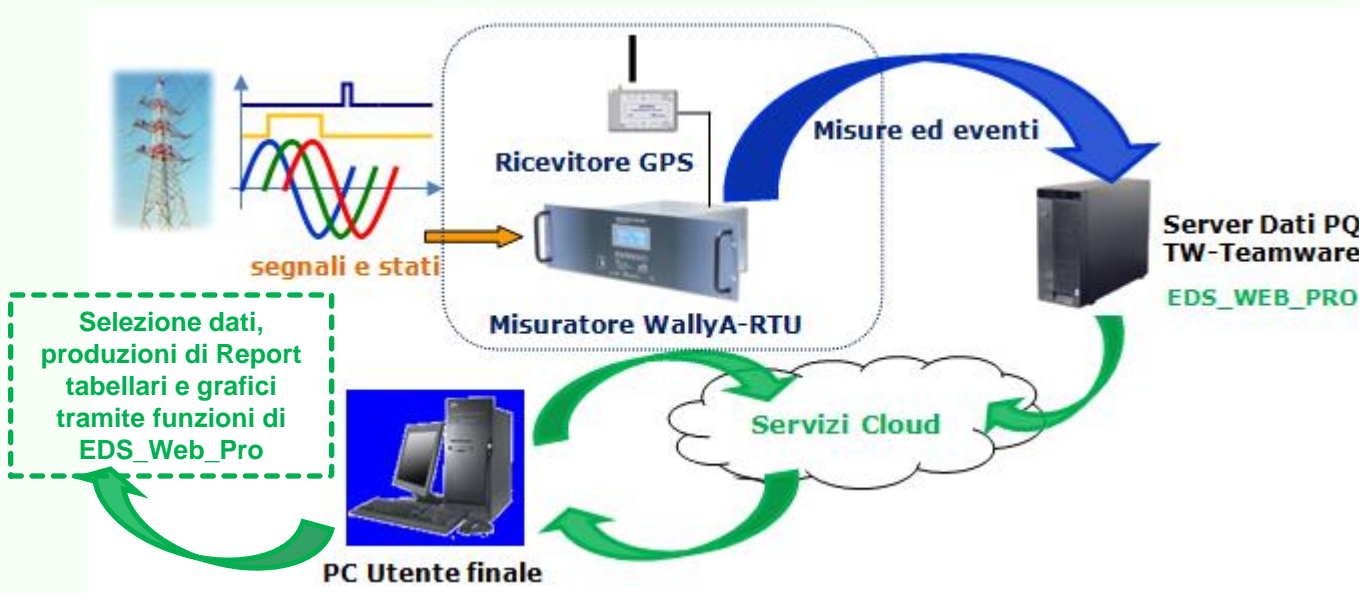 Ricevitore GPS
Misure ed eventi
segnali e stati
Misuratore WallyA-RTU
Server Dati PQ
TW-Teamware
EDS_WEB_PRO
Selezione dati,
produzioni di Report
tabellari e grafici
tramite funzioni di
EDS_Web_Pro
Servizi Cloud
PC Utente finale